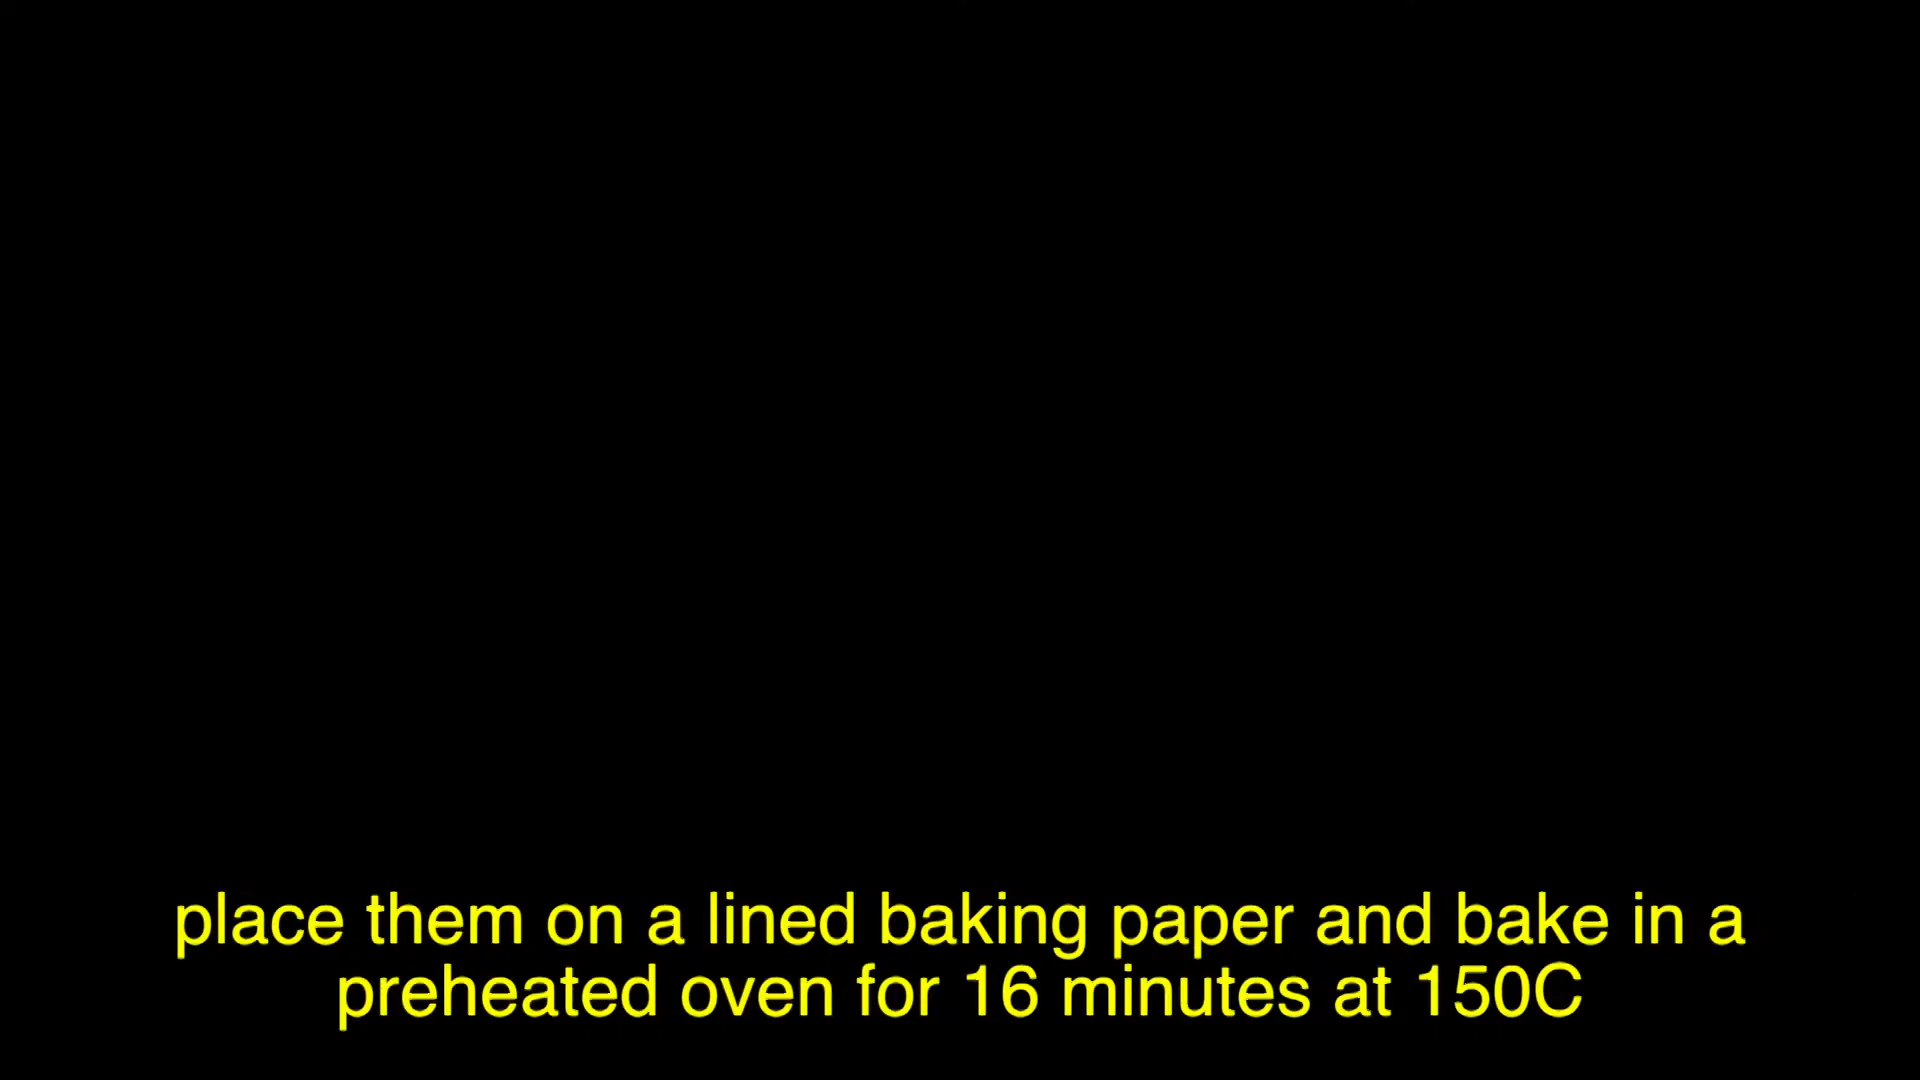 place them on a lined baking paper and bake in a
preheated oven for 16 minutes at 150C